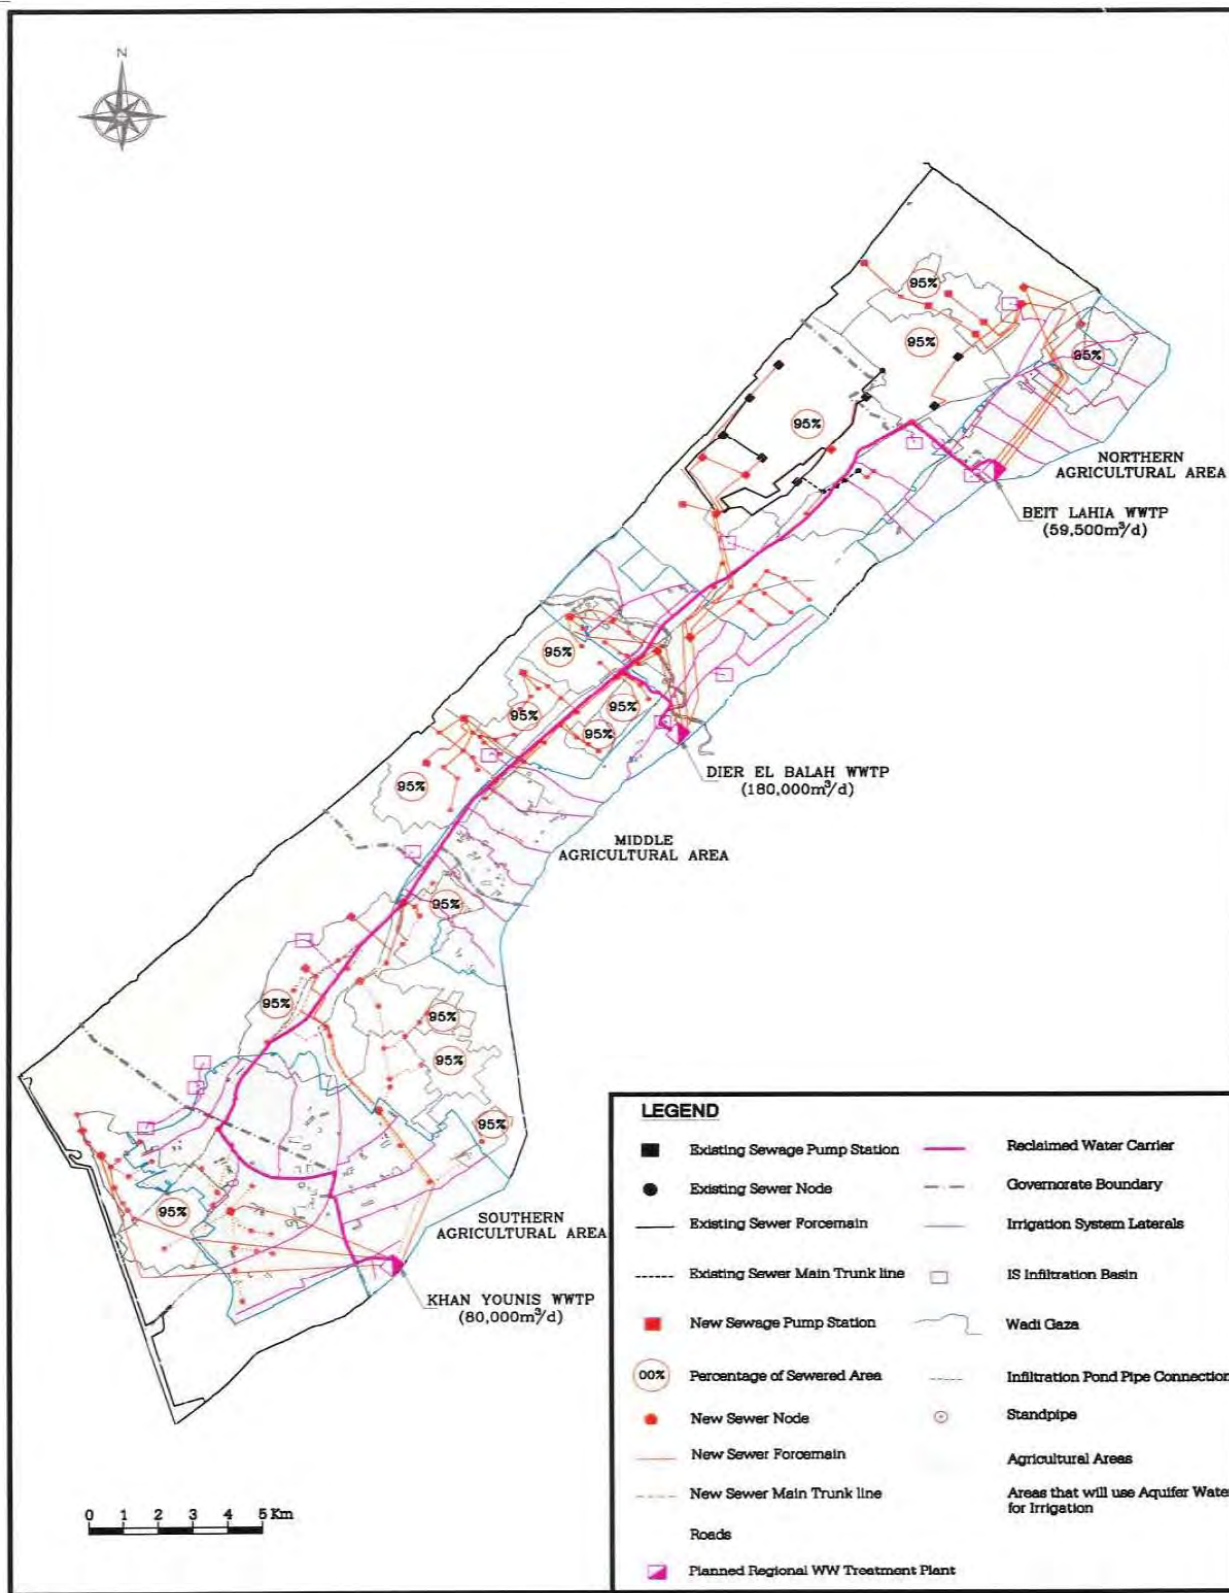 N
95%
95%
95%
95%
NORTHERN
AGRICULTURAL AREA
BEIT LAHIA WWTP
(59,500m³/d)
95%
95%
95%
95%
DIER EL BALAH WWTP
(180,000m³/d)
95%
MIDDLE
AGRICULTURAL AREA
95%
95%
95%
95%
95%
95%
SOUTHERN
AGRICULTURAL AREA
KHAN YOUNIS WWTP
(80,000m³/d)
0 1 2 3 4 5 Km
LEGEND
Existing Sewage Pump Station
Existing Sewer Node
Existing Sewer Forcemain
Existing Sewer Main Trunk line
New Sewage Pump Station
00% Percentage of Sewered Area
New Sewer Node
New Sewer Forcemain
New Sewer Main Trunk line
Roads
Planned Regional WW Treatment Plant
Reclaimed Water Carrier
Governorate Boundary
Irrigation System Laterals
IS Infiltration Basin
Wadi Gaza
Infiltration Pond Pipe Connection
Standpipe
Agricultural Areas
Areas that will use Aquifer Water
for Irrigation